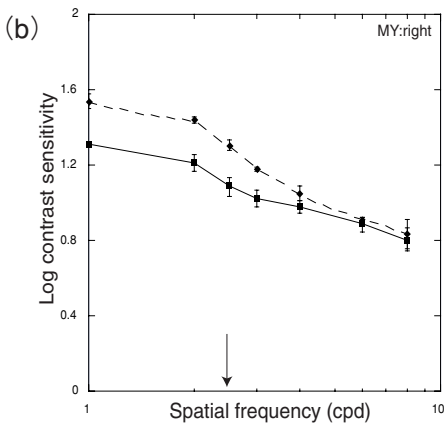 (b)
MY:right
Log contrast sensitivity
2
1.6
1.2
0.8
0.4
0
1
10
Spatial frequency (cpd)